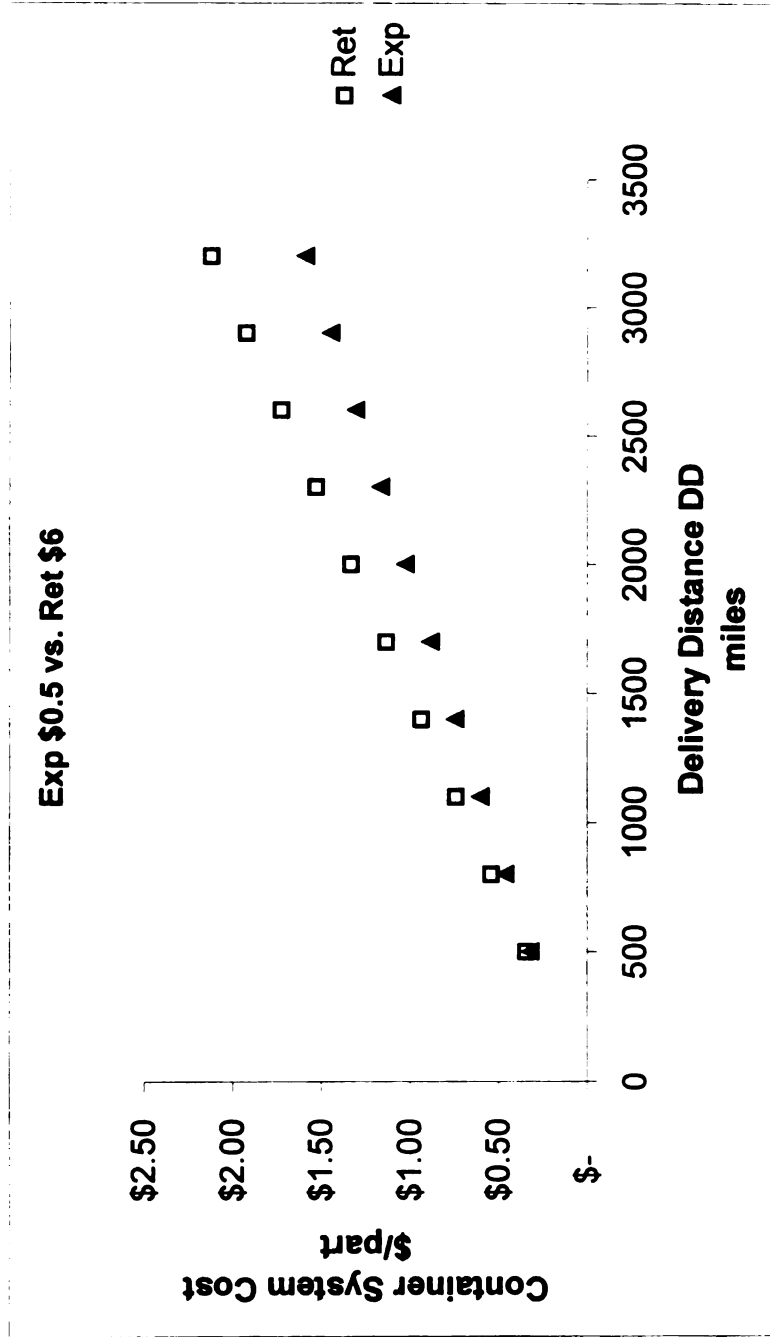 Exp $0.5 vs. Ret $6
Container System Cost
$/part
$2.50
$2.00
$1.50
$1.00
$0.50
$-
0
500
1000
1500
2000
2500
3000
3500
Delivery Distance DD
miles
Ret
Exp